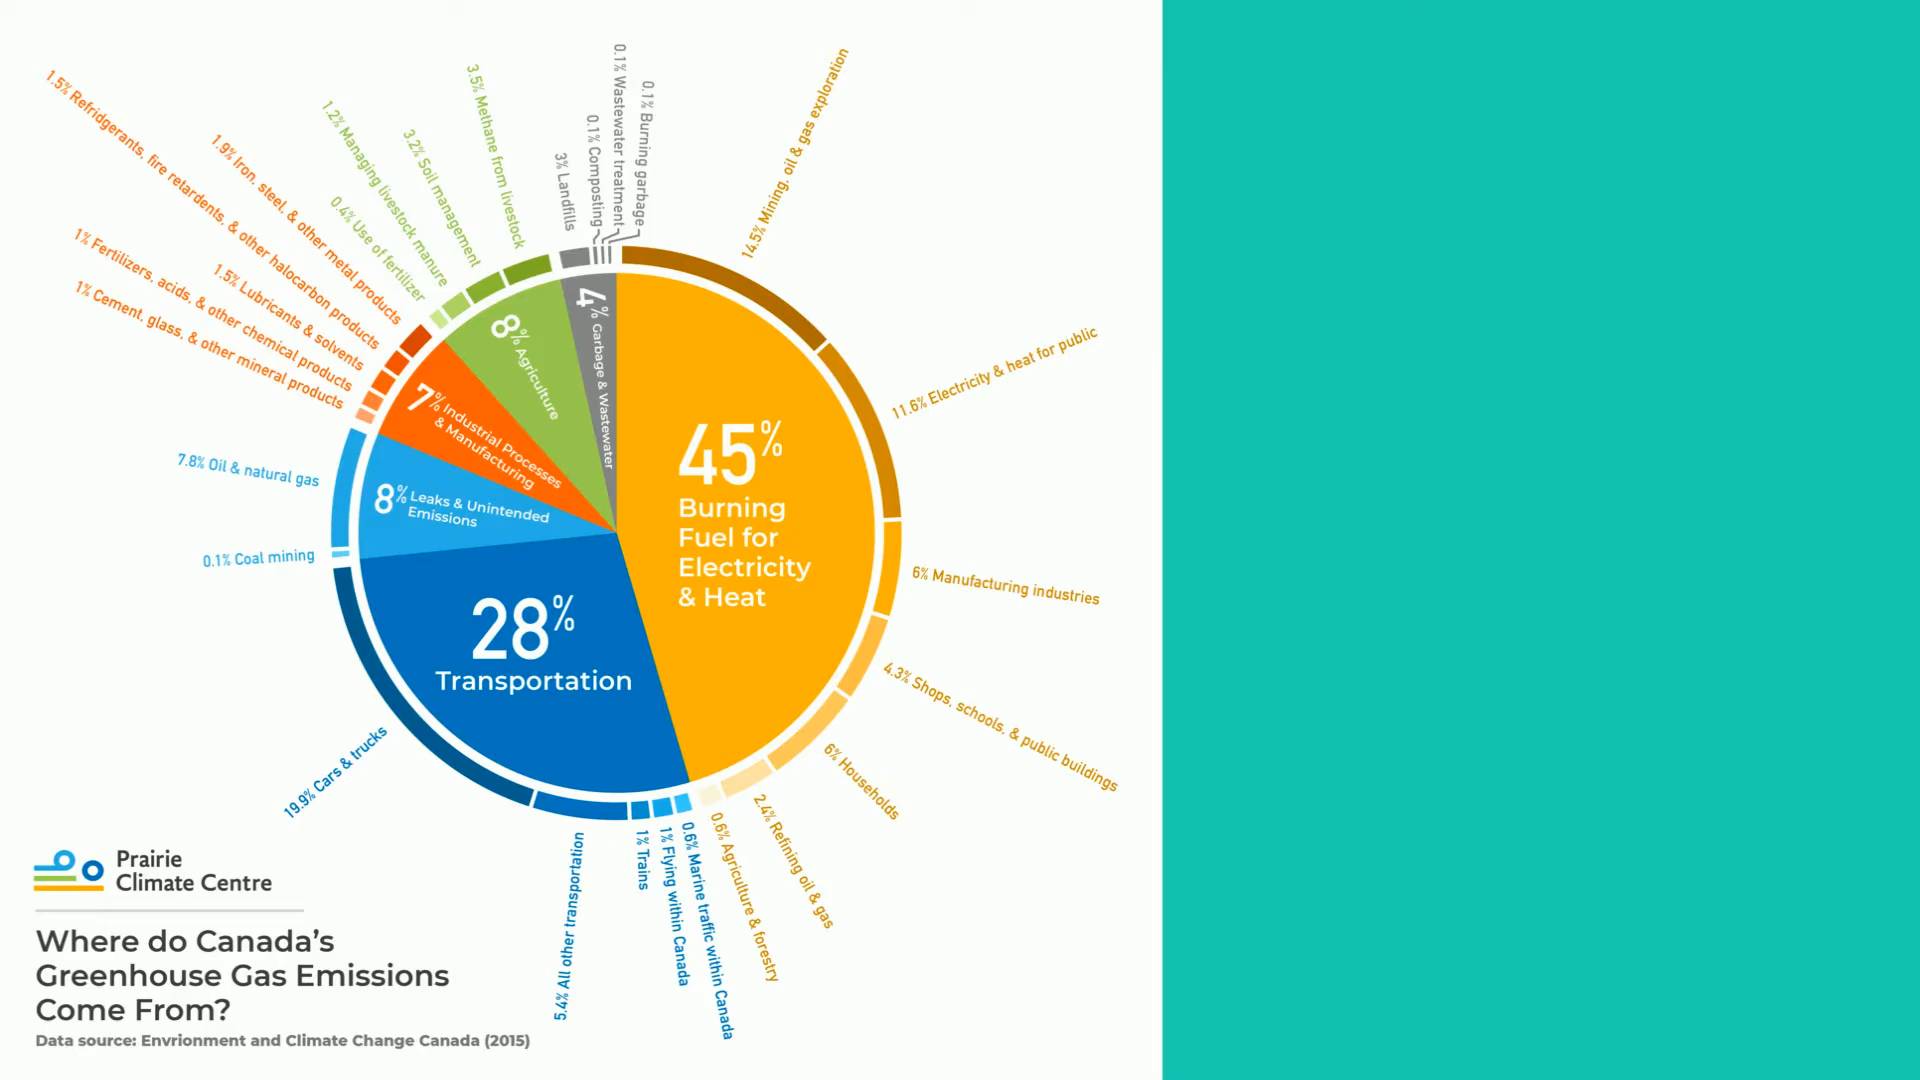 0.1% Wastewater treatment
0.1% Burning garbage
0.1% Composting
3% Landfills
14.5% Mining, oil & gas exploration
11.6% Electricity & heat for public
6% Manufacturing industries
4.3% Shops, schools, & public buildings
6% Households
2.4% Refining oil & gas
0.6% Agriculture & forestry
0.6% Marine traffic within Canada
1% Flying within Canada
1% Trains
5.4% All other transportation
19.9% Cars & trucks
0.1% Coal mining
7.8% Oil & natural gas
1% Cement, glass, & other mineral products
1% Fertilizers, acids, & other chemical products
1.5% Lubricants & solvents
1.5% Refridgerants, fire retardents, & other halocarbon products
1.9% Iron, steel, & other metal products
0.4% Use of fertilizer
1.2% Managing livestock manure
3.2% Soil management
3.5% Methane from livestock
4% Garbage & Wastewater
8% Agriculture
7% Industrial Processes
& Manufacturing
8% Leaks & Unintended
Emissions
45%
Burning
Fuel for
Electricity
& Heat
28%
Transportation
Prairie
Climate Centre
Where do Canada’s
Greenhouse Gas Emissions
Come From?
Data source: Envrionment and Climate Change Canada (2015)